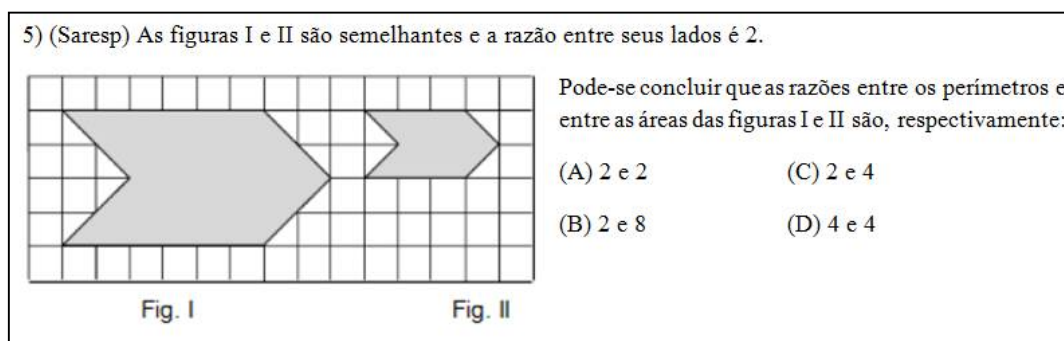 5) (Saresp) As figuras I e II são semelhantes e a razão entre seus lados é 2.
Pode-se concluir que as razões entre os perímetros e
entre as áreas das figuras I e II são, respectivamente:
(A) 2 e 2 (C) 2 e 4
(B) 2 e 8 (D) 4 e 4
Fig. I Fig. II